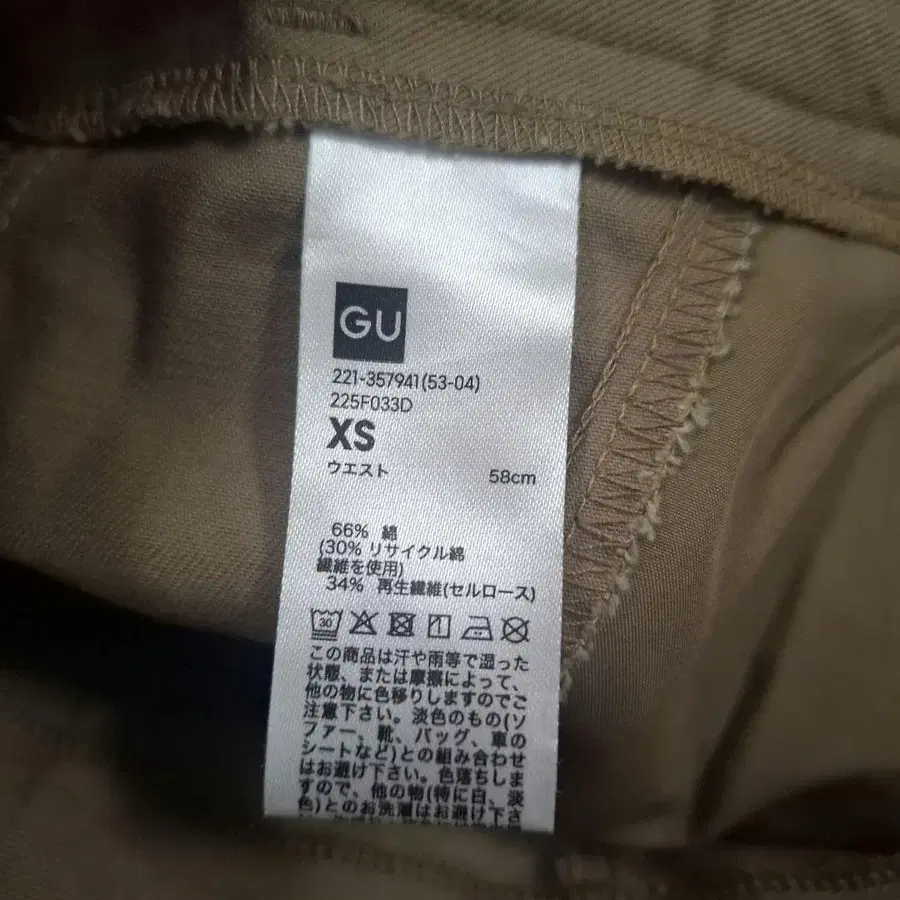 GU
221-357941(53-04)
225F033D
XS
ウエスト 58cm
66% 綿
(30% リサイクル綿
繊維を使用)
34% 再生繊維(セルロース)
30
この商品は汗や雨等で湿った
状態、または摩擦によって、
他の物に色移りしますのでご
注意下さい。淡色のもの(ソ
ファー、靴、バッグ、車の
シートなど)との組み合わせ
はお避け下さい。色落ちしま
すので、他の物(特に白、淡
色)とのお洗濯はお避け下さ